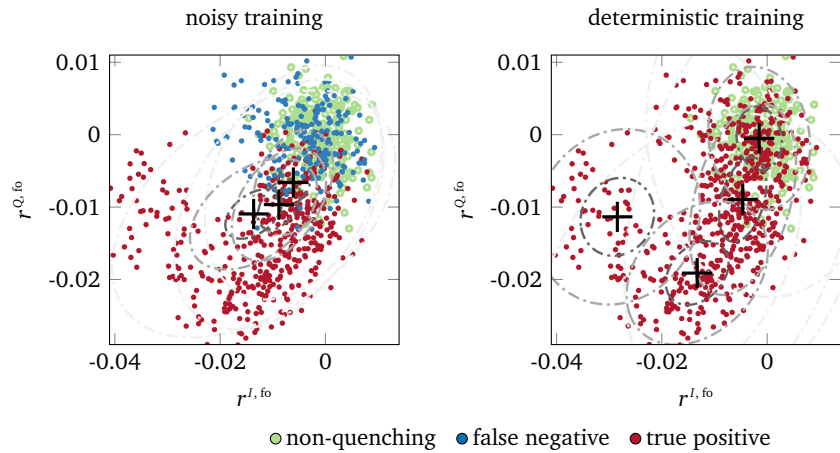 noisy training
deterministic training
0.01
0
-0.01
-0.02
r^Q, fo
-0.04
-0.02
0
r^I, fo
0.01
0
-0.01
-0.02
r^Q, fo
-0.04
-0.02
0
r^I, fo
non-quenching false negative true positive